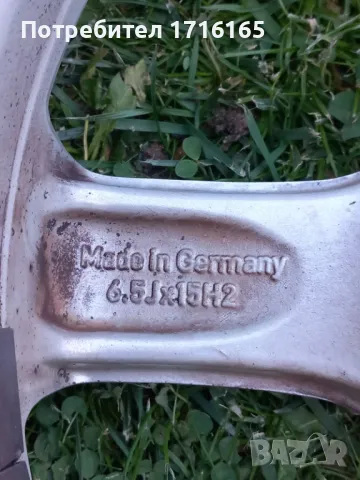 Потребител 1716165
Made in Germany
6.5Jx15H2
BAZAR